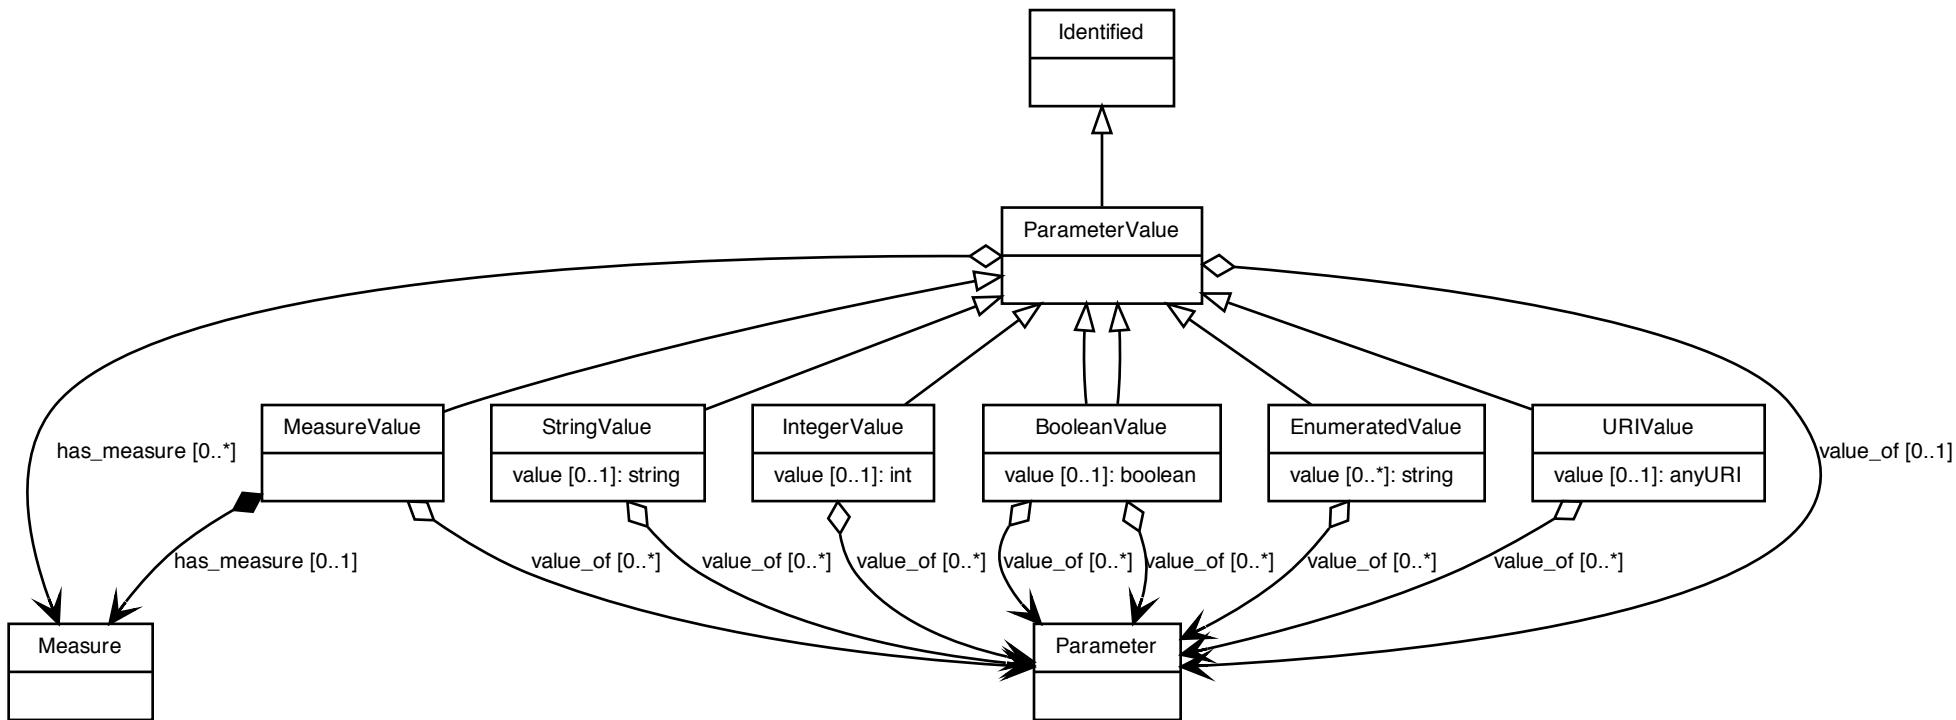 Identified
ParameterValue
MeasureValue
StringValue
value [0..1]: string
IntegerValue
value [0..1]: int
BooleanValue
value [0..1]: boolean
EnumeratedValue
value [0..*]: string
URIValue
value [0..1]: anyURI
has_measure [0..*]
value_of [0..1]
has_measure [0..1]
value_of [0..*]
value_of [0..*]
value_of [0..*]
value_of [0..*]
value_of [0..*]
value_of [0..*]
value_of [0..*]
Measure
Parameter